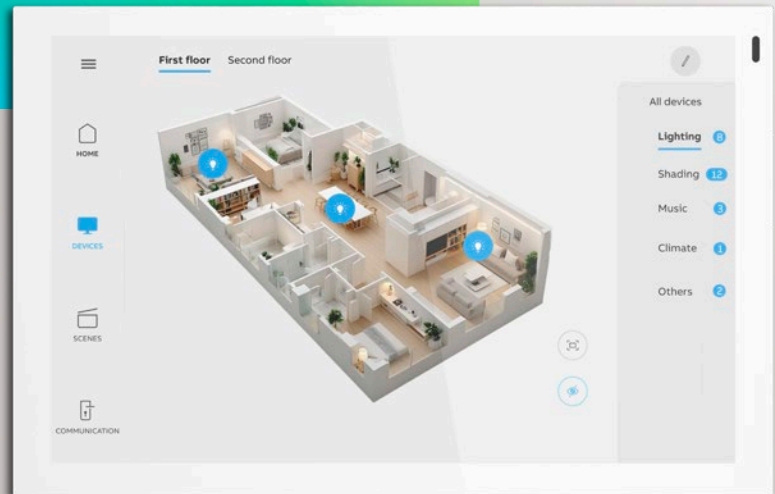 First floor Second floor
HOME
DEVICES
SCENES
COMMUNICATION
All devices
Lighting 8
Shading 12
Music 3
Climate 1
Others 2